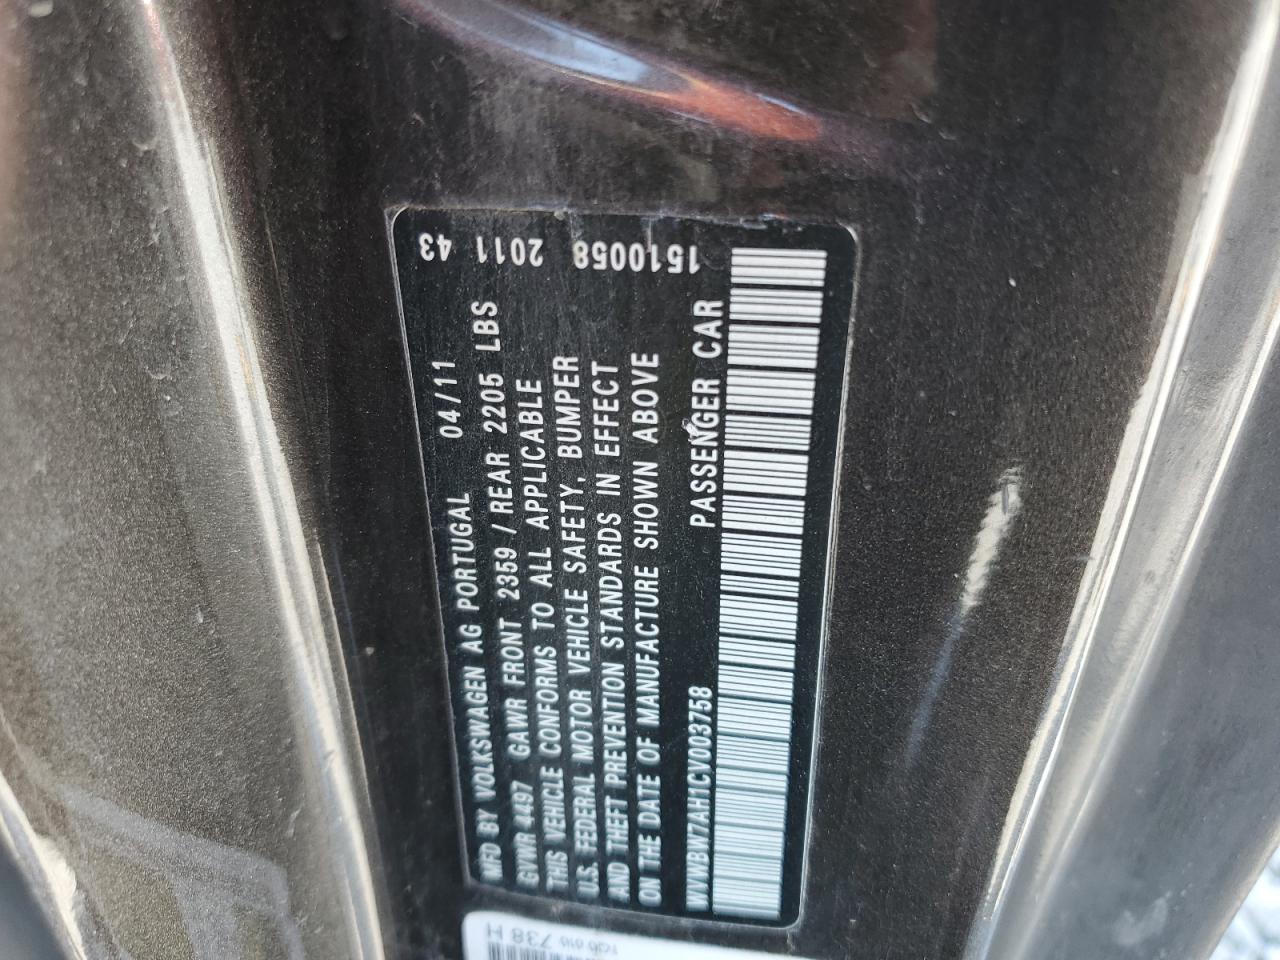 MFD BY VOLKSWAGEN AG PORTUGAL 04/11
GVWR 4497 GAWR FRONT 2359 / REAR 2205 LBS
THIS VEHICLE CONFORMS TO ALL APPLICABLE
U.S. FEDERAL MOTOR VEHICLE SAFETY, BUMPER
AND THEFT PREVENTION STANDARDS IN EFFECT
ON THE DATE OF MANUFACTURE SHOWN ABOVE
WVWBW7AH1CV003758 PASSENGER CAR
43 2011 1510058
738 H